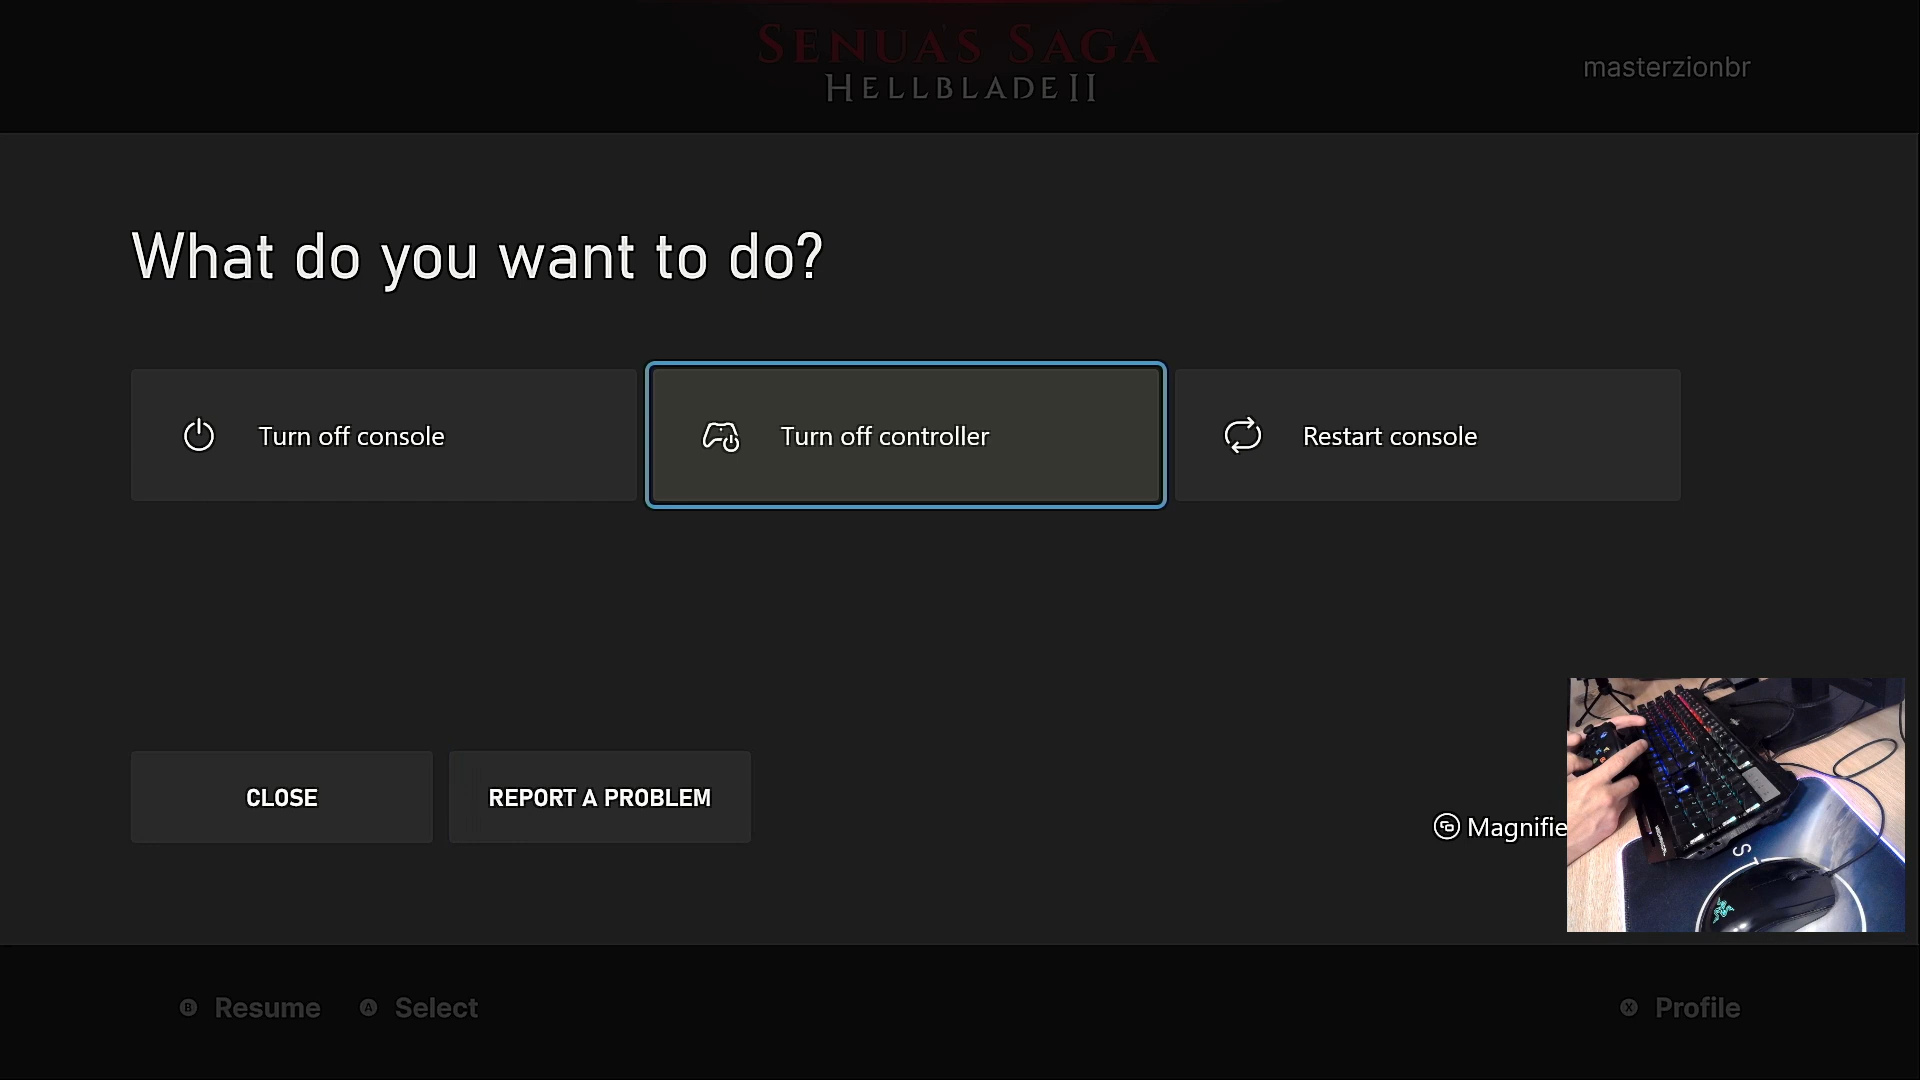 SENUA'S SAGA
HELLBLADE II
masterzionbr
What do you want to do?
Turn off console
Turn off controller
Restart console
CLOSE
REPORT A PROBLEM
Magnifie
B Resume
A Select
X Profile